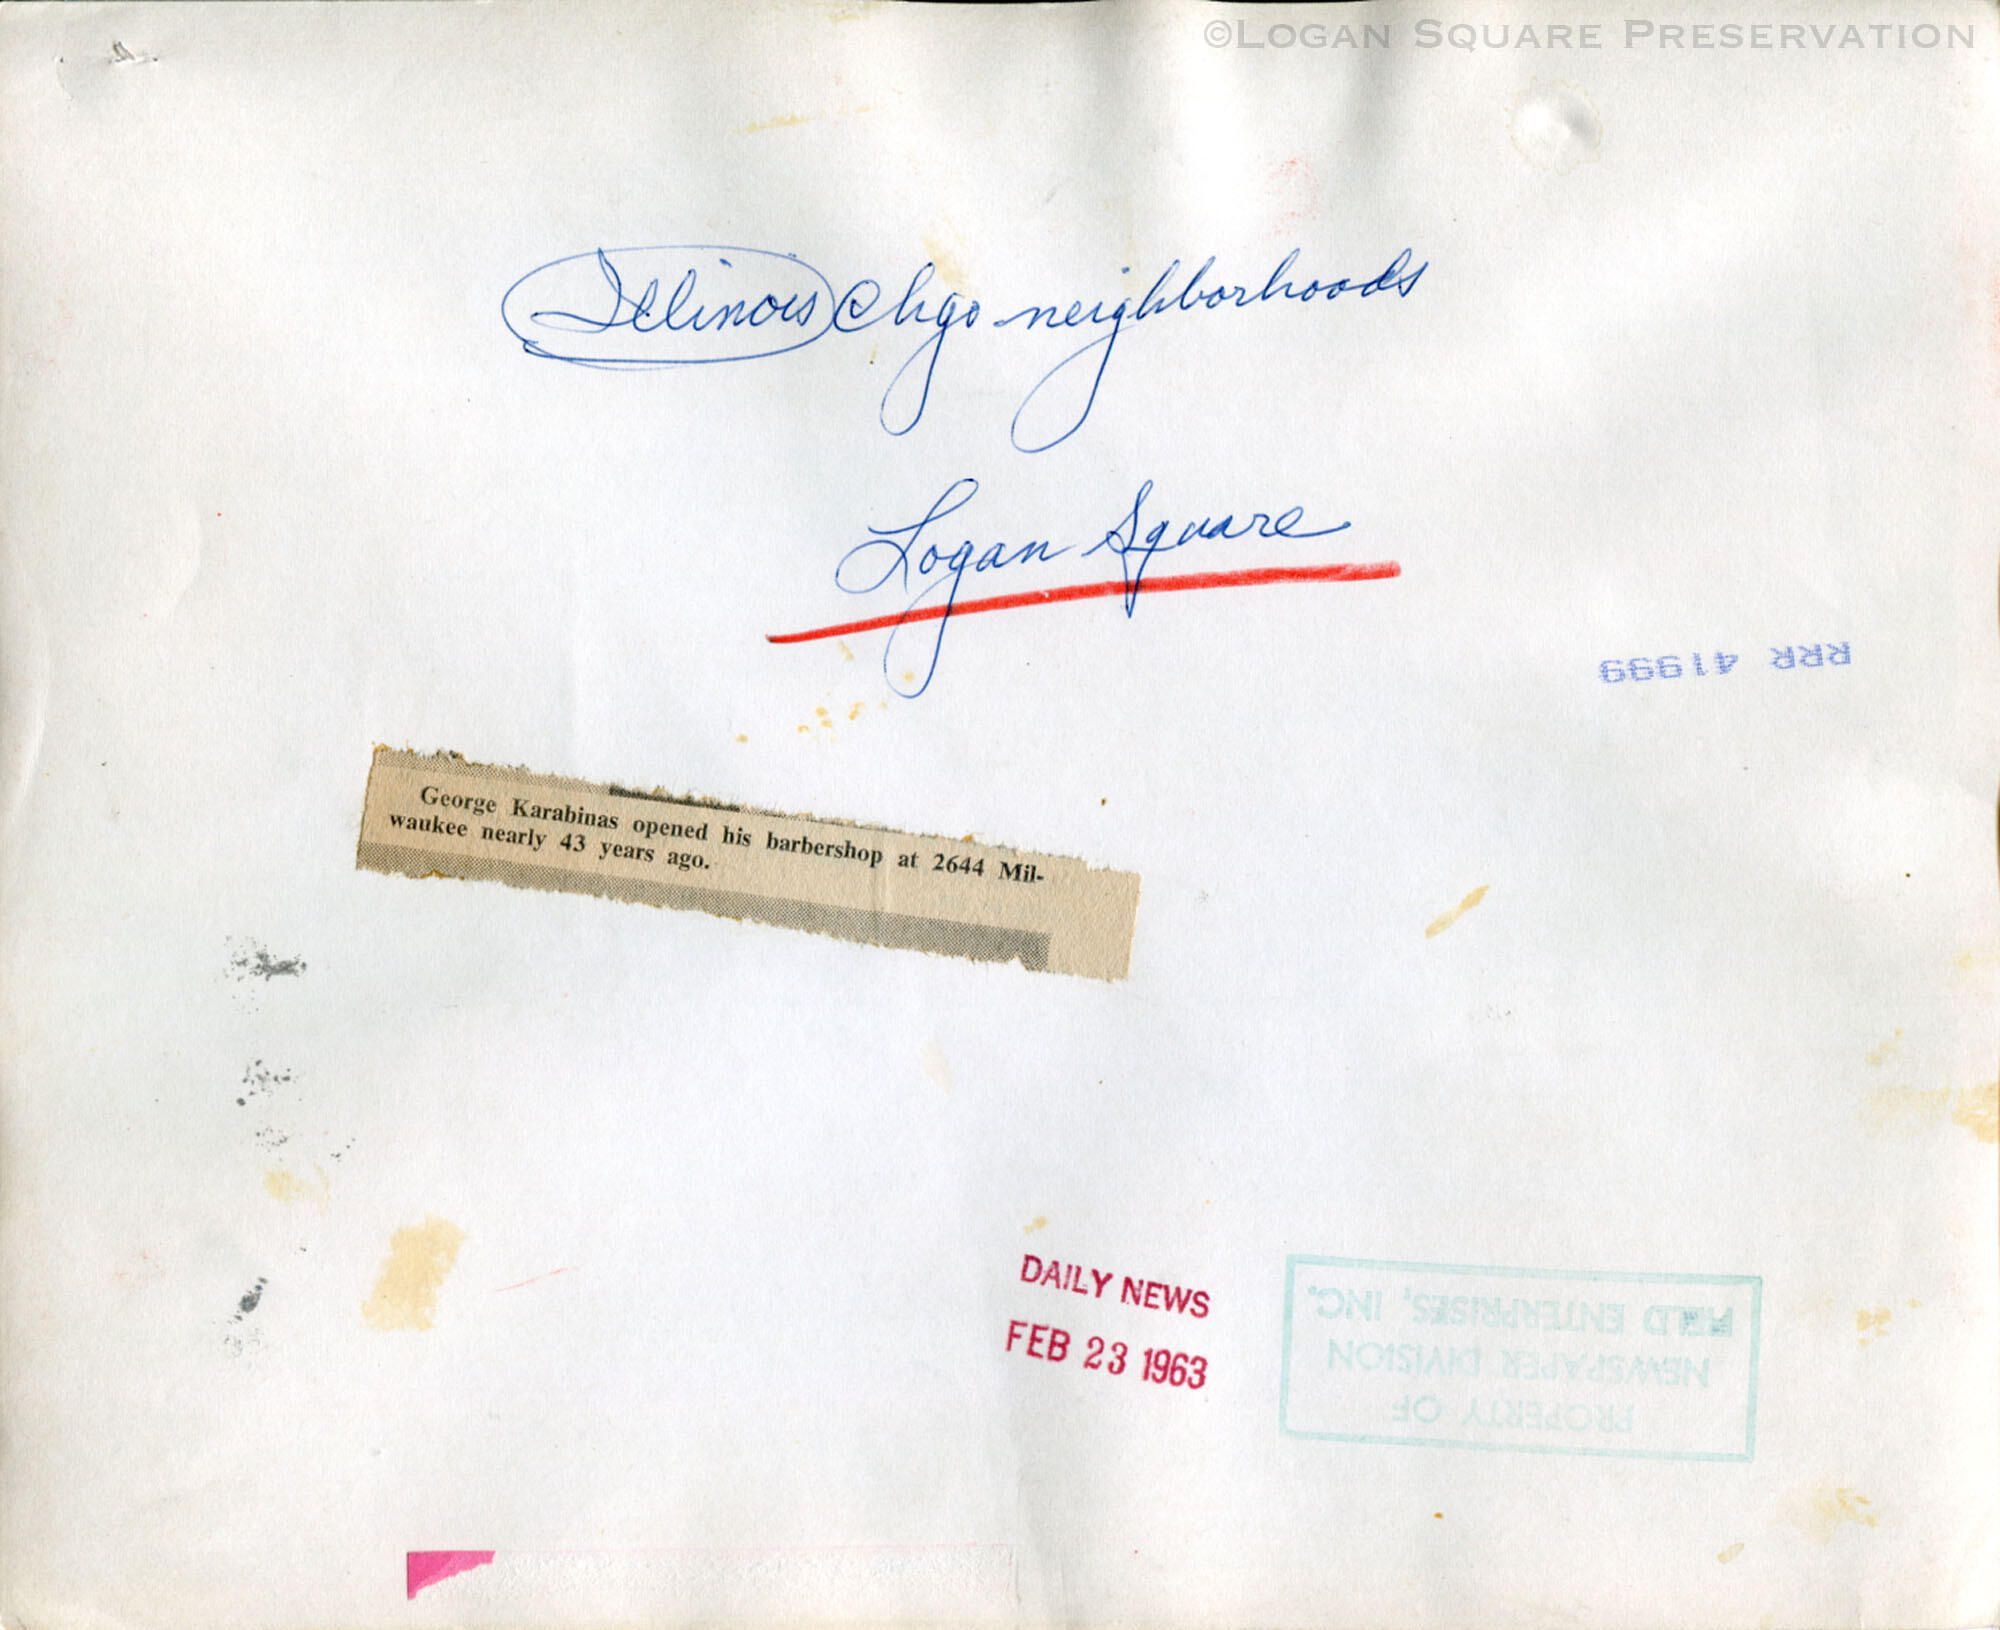 ©LOGAN SQUARE PRESERVATION
Illinois Chgo neighborhoods
Logan Square
RRR 41999
George Karabinas opened his barbershop at 2644 Mil-
waukee nearly 43 years ago.
DAILY NEWS
FEB 23 1963
PROPERTY OF
NEWSPAPER DIVISION
FIELD ENTERPRISES, INC.